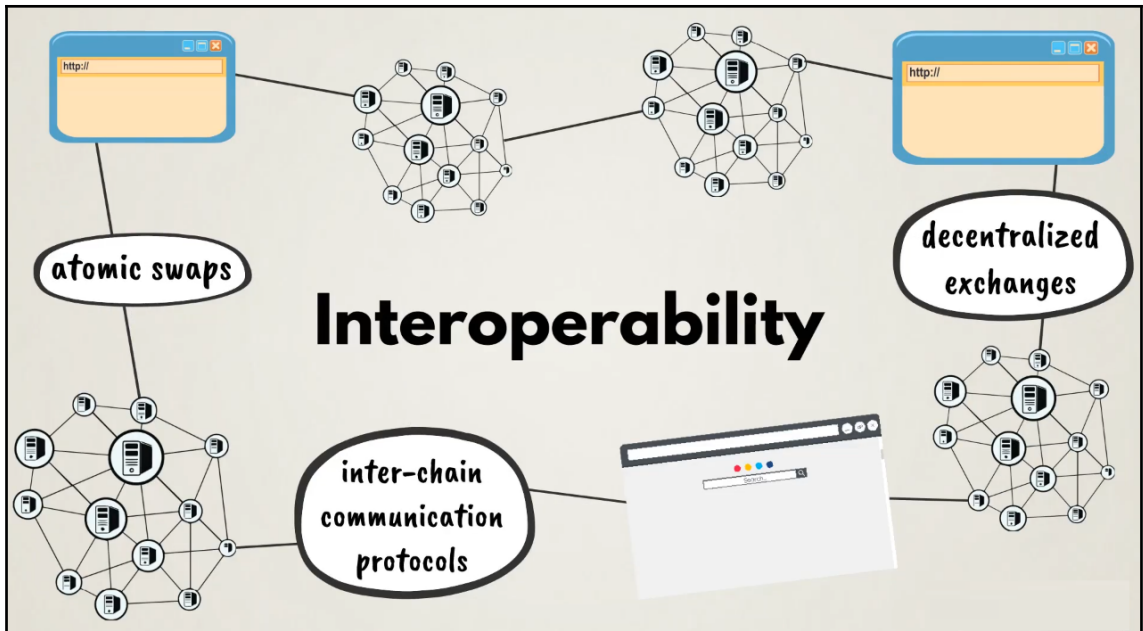 http://
http://
atomic swaps
decentralized
exchanges
Interoperability
inter-chain
communication
protocols
Search...